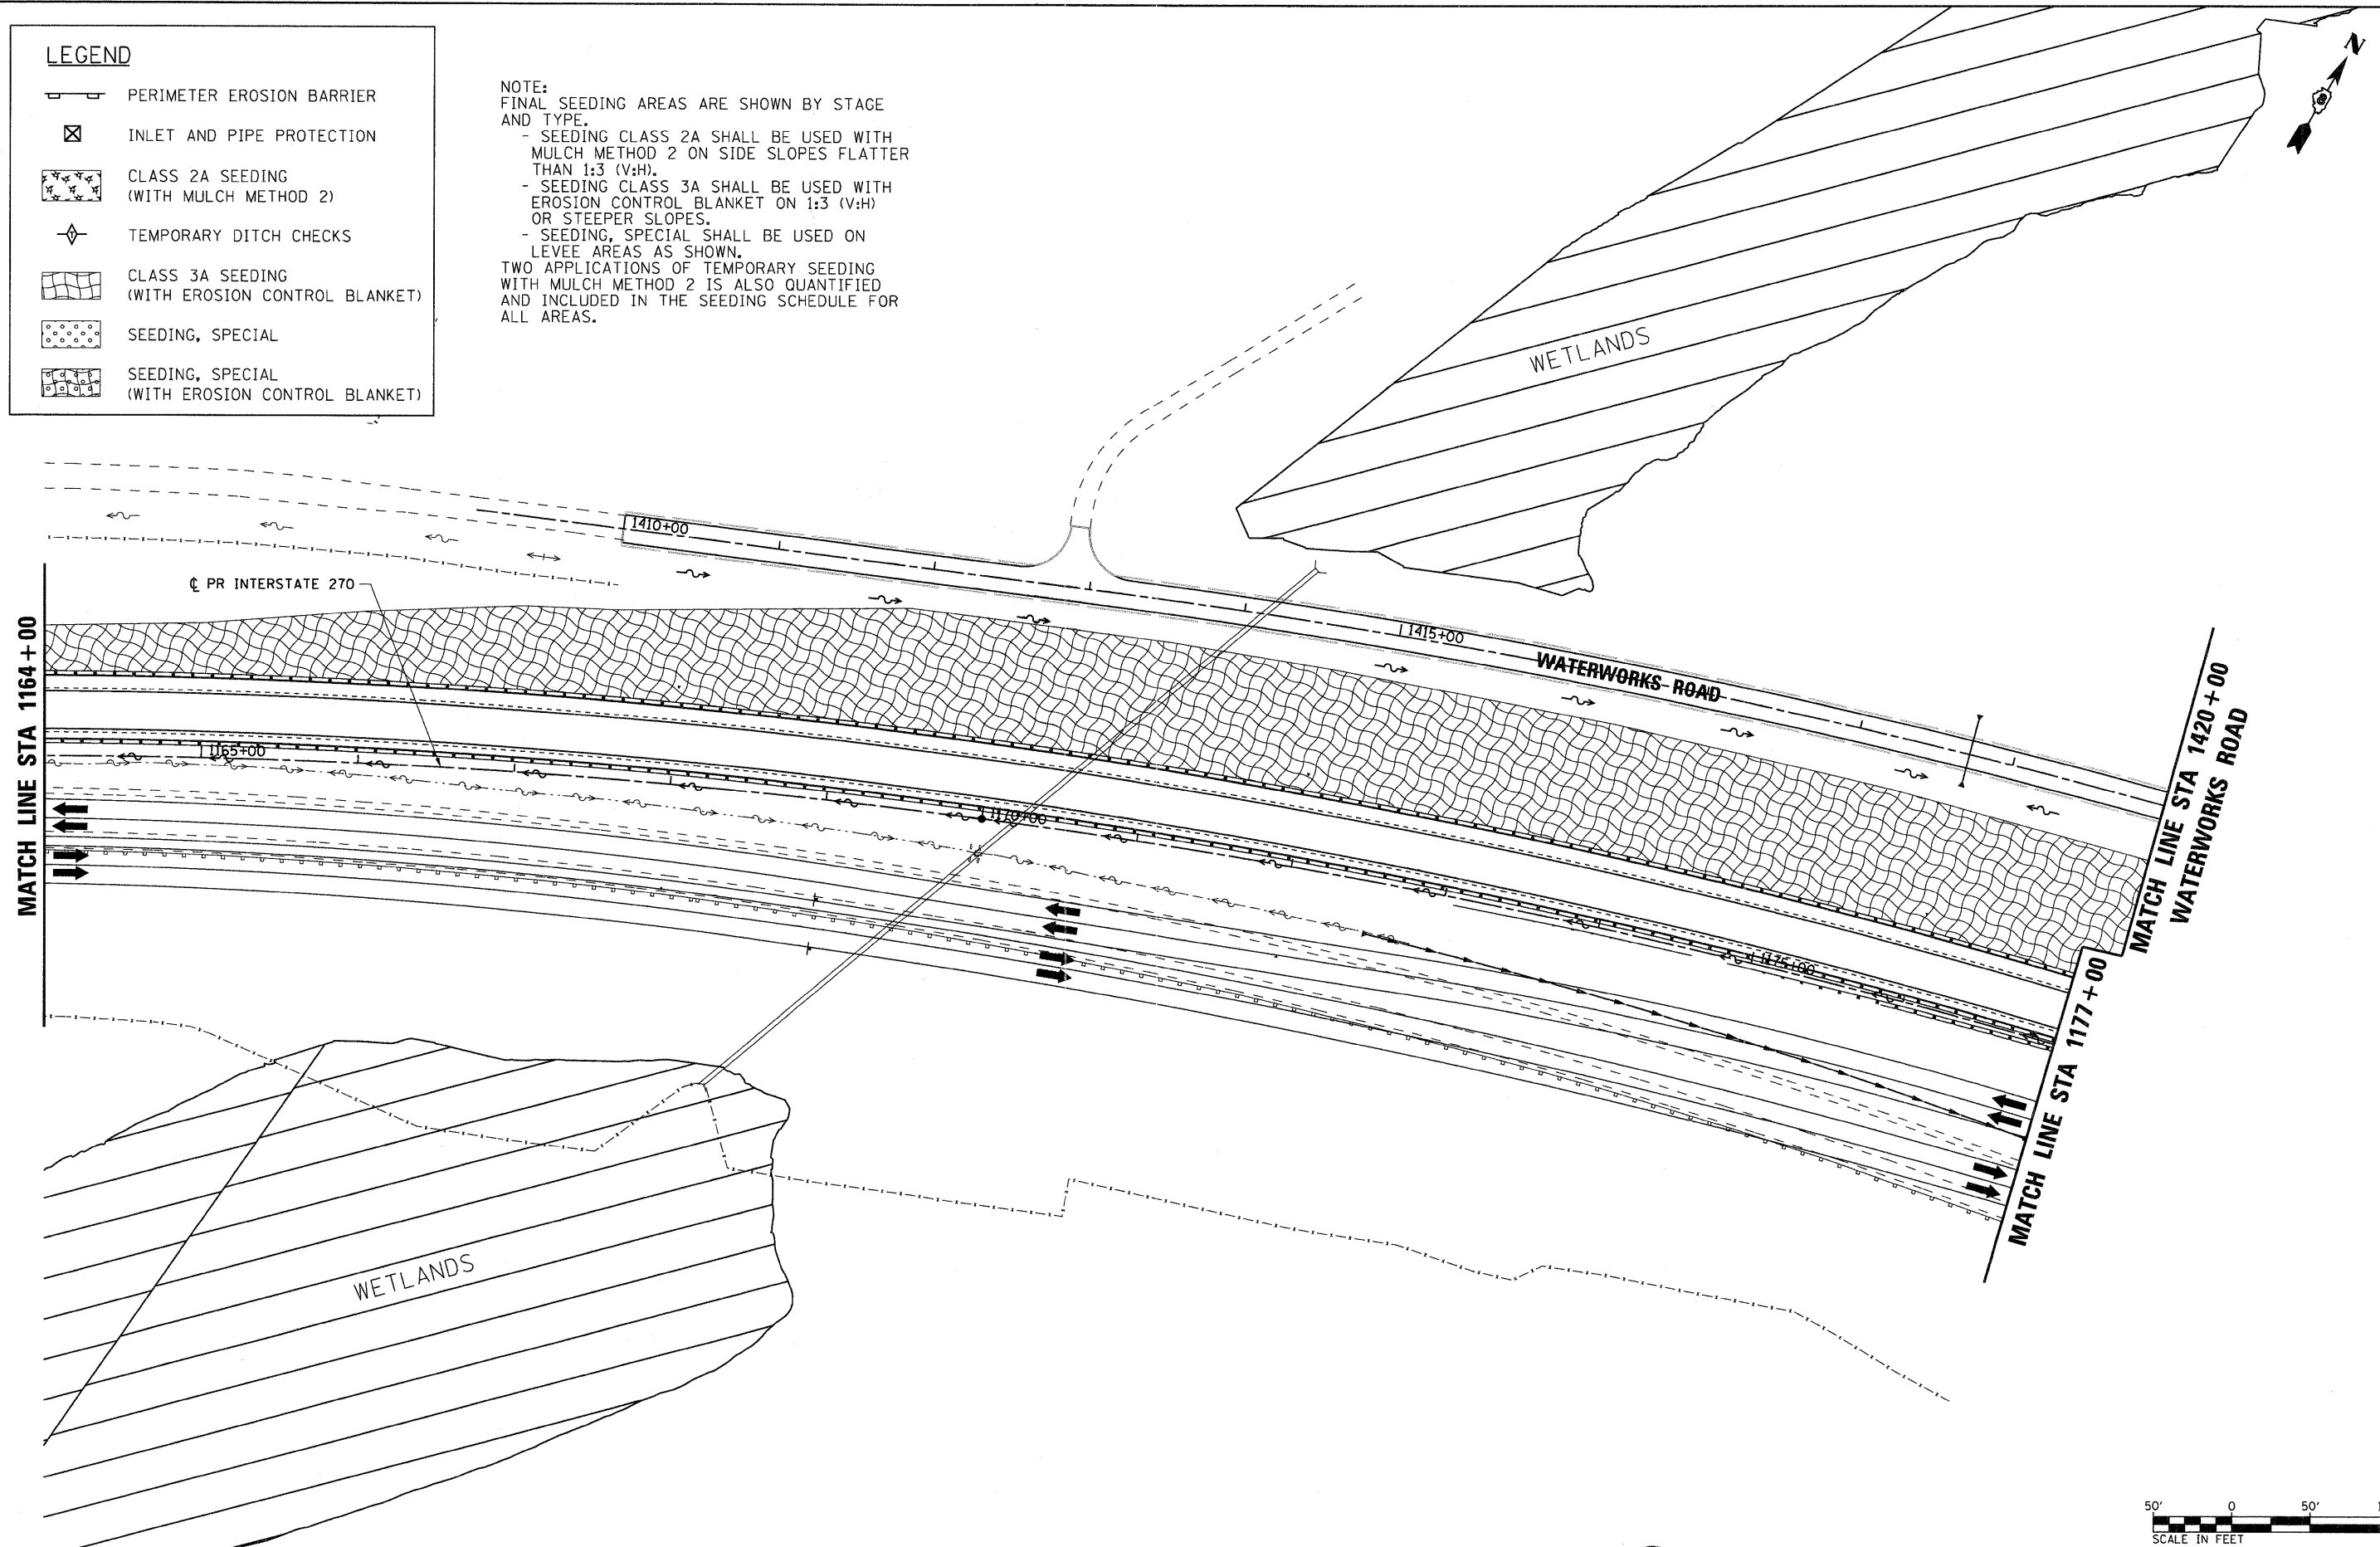 LEGEND
PERIMETER EROSION BARRIER
INLET AND PIPE PROTECTION
CLASS 2A SEEDING
(WITH MULCH METHOD 2)
TEMPORARY DITCH CHECKS
CLASS 3A SEEDING
(WITH EROSION CONTROL BLANKET)
SEEDING, SPECIAL
SEEDING, SPECIAL
(WITH EROSION CONTROL BLANKET)
NOTE:
FINAL SEEDING AREAS ARE SHOWN BY STAGE
AND TYPE.
- SEEDING CLASS 2A SHALL BE USED WITH
MULCH METHOD 2 ON SIDE SLOPES FLATTER
THAN 1:3 (V:H).
- SEEDING CLASS 3A SHALL BE USED WITH
EROSION CONTROL BLANKET ON 1:3 (V:H)
OR STEEPER SLOPES.
- SEEDING, SPECIAL SHALL BE USED ON
LEVEE AREAS AS SHOWN.
TWO APPLICATIONS OF TEMPORARY SEEDING
WITH MULCH METHOD 2 IS ALSO QUANTIFIED
AND INCLUDED IN THE SEEDING SCHEDULE FOR
ALL AREAS.
N
WETLANDS
1410+00
℄ PR INTERSTATE 270
1415+00
WATERWORKS ROAD
MATCH LINE STA 1164+00
1165+00
1170+00
1175+00
MATCH LINE STA 1420+00
WATERWORKS ROAD
MATCH LINE STA 1177+00
WETLANDS
50' 0 50'
SCALE IN FEET